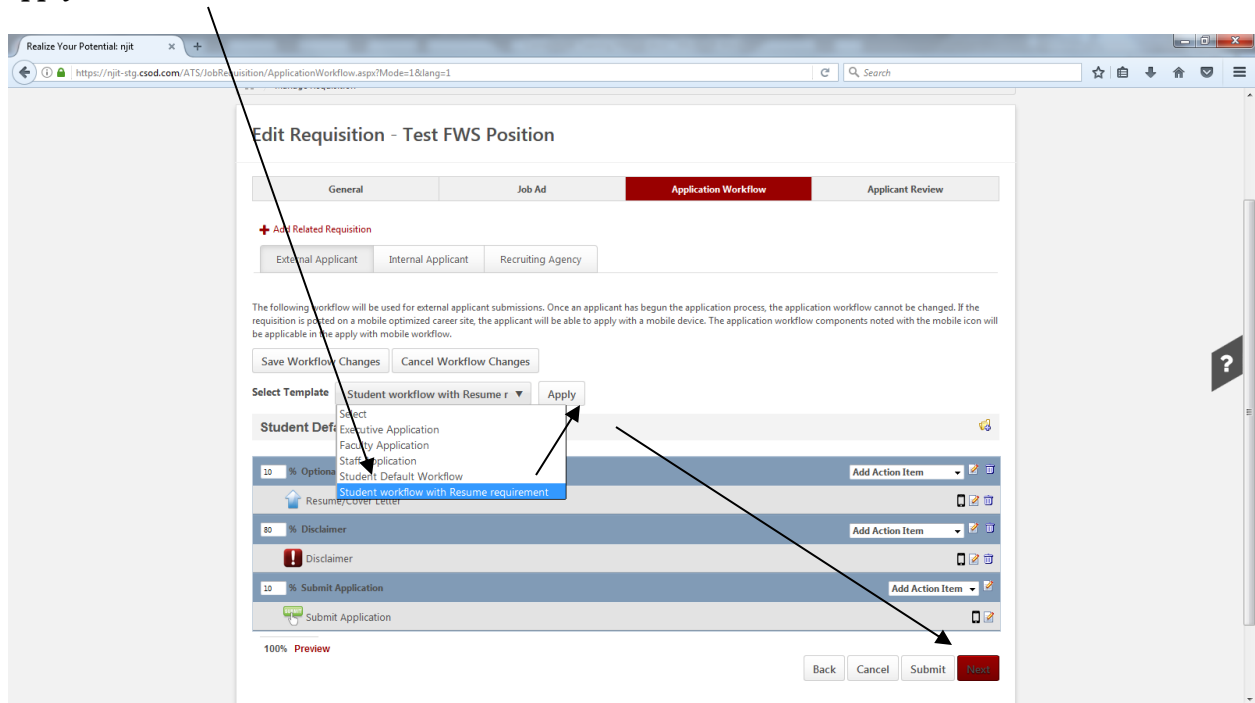 Realize Your Potential: njit × +
https://njit-stg.csod.com/ATS/JobRequisition/ApplicationWorkflow.aspx?Mode=1&lang=1 Search
Manage Requisition
Edit Requisition - Test FWS Position
General Job Ad Application Workflow Applicant Review
Add Related Requisition
External Applicant Internal Applicant Recruiting Agency
The following workflow will be used for external applicant submissions. Once an applicant has begun the application process, the application workflow cannot be changed. If the
requisition is posted on a mobile optimized career site, the applicant will be able to apply with a mobile device. The application workflow components noted with the mobile icon will
be applicable in the apply with mobile workflow.
Save Workflow Changes Cancel Workflow Changes
?
Select Template Student workflow with Resume r ▼ Apply
Select
Student Defa
Executive Application
Faculty Application
Staff Application
10 % Optiona Add Action Item
Student Default Workflow
Student workflow with Resume requirement
Resume/Cover Letter
80 % Disclaimer Add Action Item
Disclaimer
10 % Submit Application Add Action Item
Submit Application
100% Preview
Back Cancel Submit Next